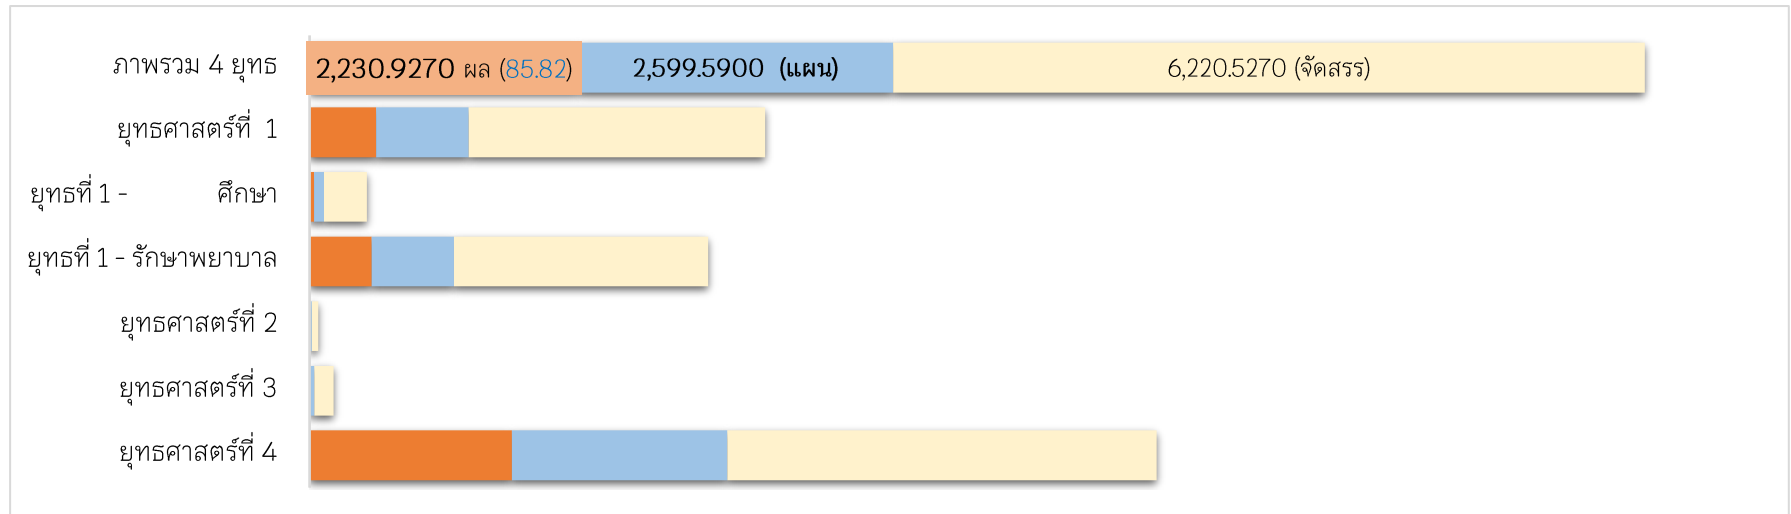 ภาพรวม 4 ยุทธ 2,230.9270 ผล (85.82) 2,599.5900 (แผน) 6,220.5270 (จัดสรร)
ยุทธศาสตร์ที่ 1
ยุทธที่ 1 - ศึกษา
ยุทธที่ 1 - รักษาพยาบาล
ยุทธศาสตร์ที่ 2
ยุทธศาสตร์ที่ 3
ยุทธศาสตร์ที่ 4